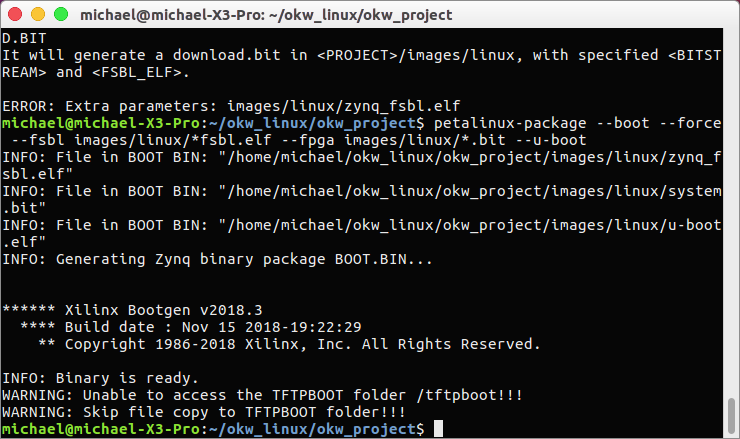 michael@michael-X3-Pro: ~/okw_linux/okw_project
D.BIT
It will generate a download.bit in <PROJECT>/images/linux, with specified <BITST
REAM> and <FSBL_ELF>.
ERROR: Extra parameters: images/linux/zynq_fsbl.elf
michael@michael-X3-Pro:~/okw_linux/okw_project$ petalinux-package --boot --force
 --fsbl images/linux/*fsbl.elf --fpga images/linux/*.bit --u-boot
INFO: File in BOOT BIN: "/home/michael/okw_linux/okw_project/images/linux/zynq_f
sbl.elf"
INFO: File in BOOT BIN: "/home/michael/okw_linux/okw_project/images/linux/system
.bit"
INFO: File in BOOT BIN: "/home/michael/okw_linux/okw_project/images/linux/u-boot
.elf"
INFO: Generating Zynq binary package BOOT.BIN...
****** Xilinx Bootgen v2018.3
  **** Build date : Nov 15 2018-19:22:29
    ** Copyright 1986-2018 Xilinx, Inc. All Rights Reserved.
INFO: Binary is ready.
WARNING: Unable to access the TFTPBOOT folder /tftpboot!!!
WARNING: Skip file copy to TFTPBOOT folder!!!
michael@michael-X3-Pro:~/okw_linux/okw_project$